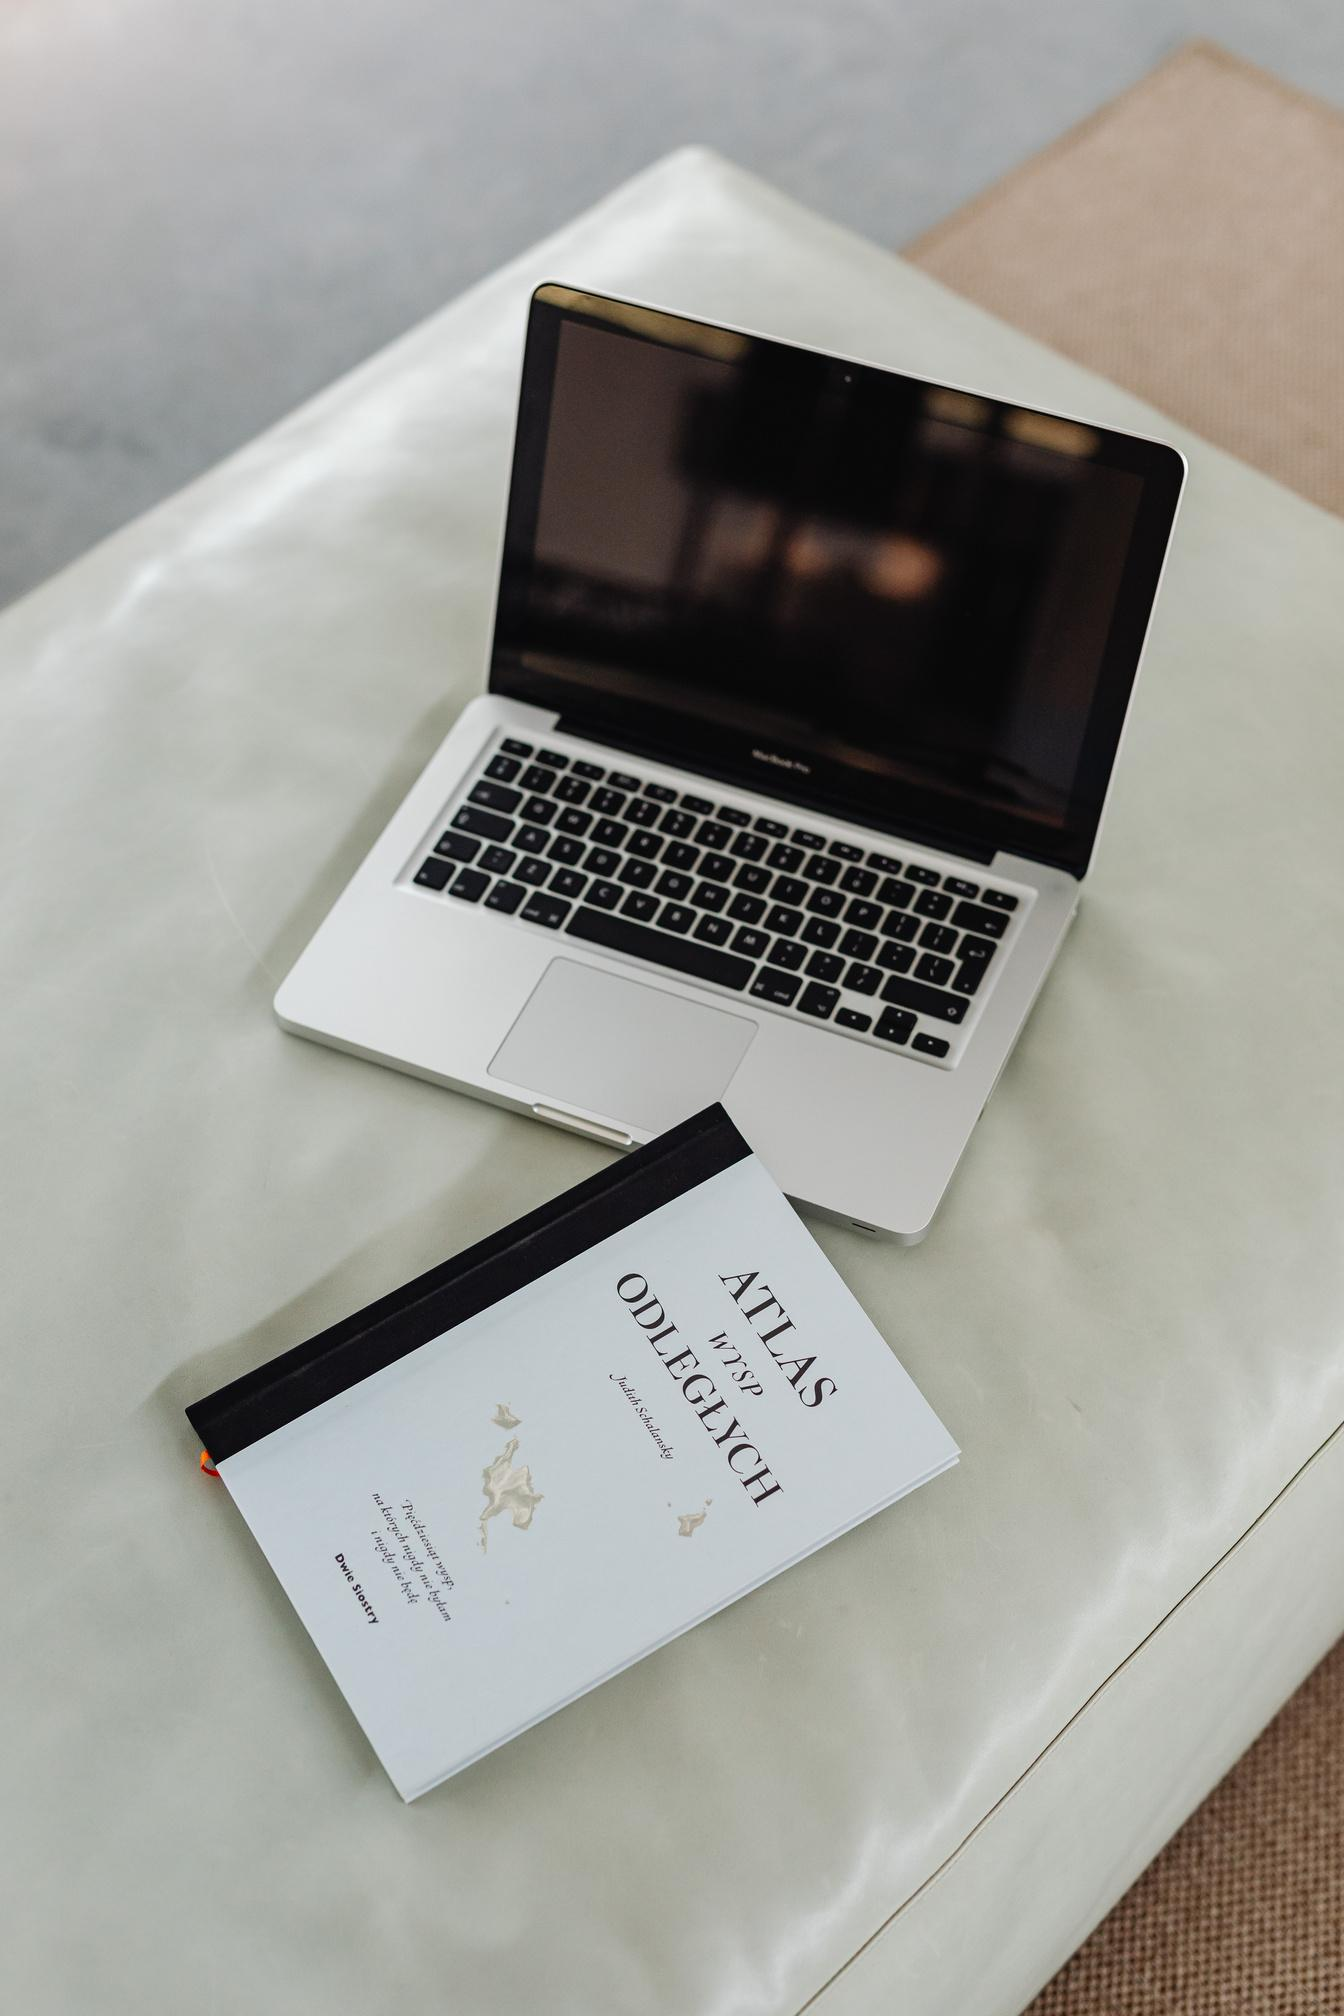 MacBook Pro
ATLAS
WYSP
ODLEGŁYCH
Judith Schalansky
Pięćdziesiąt wysp,
na których nigdy nie byłam
i nigdy nie będę
Dwie Siostry